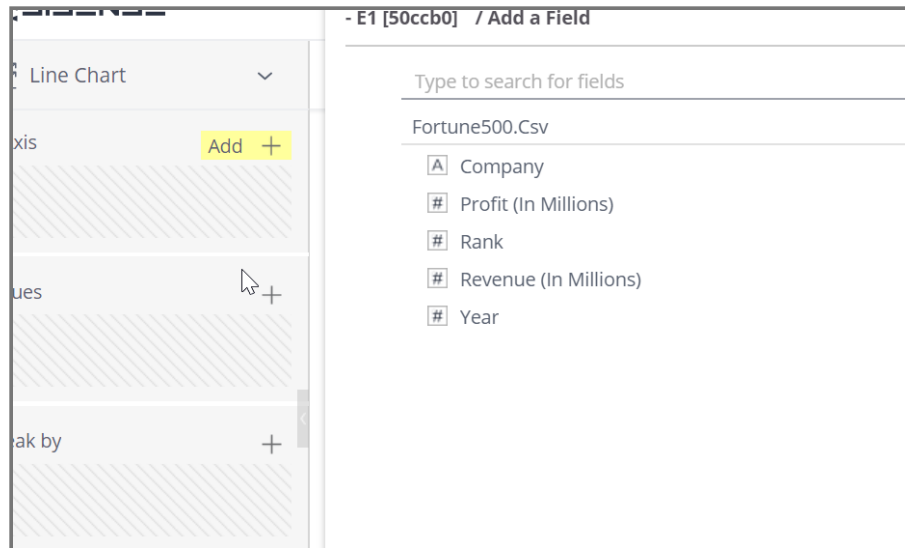 - E1 [50ccb0] / Add a Field
Line Chart
Type to search for fields
xis
Add +
Fortune500.Csv
A Company
# Profit (In Millions)
# Rank
# Revenue (In Millions)
# Year
ues +
eak by +